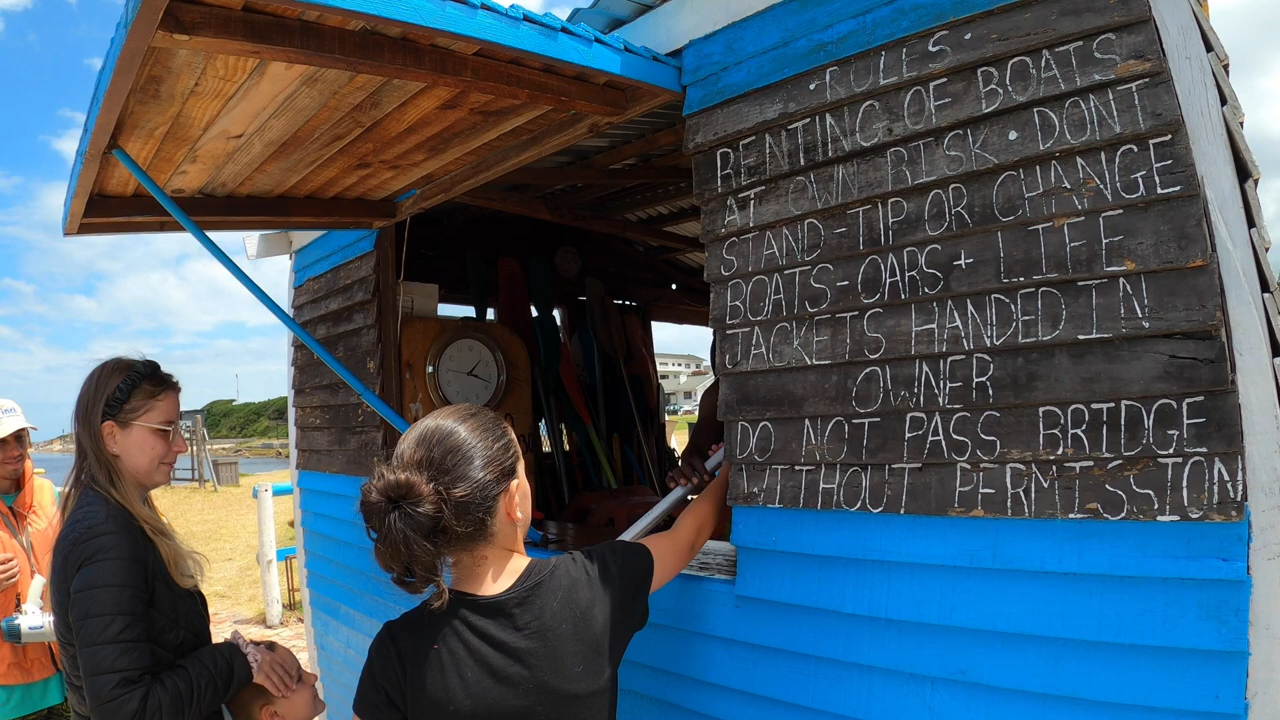 ·RULES·
RENTING OF BOATS
AT OWN RISK·DONT
STAND-TIP OR CHANGE
BOATS-OARS+ LIFE
JACKETS HANDED IN
OWNER
DO NOT PASS BRIDGE
WITHOUT PERMISSION